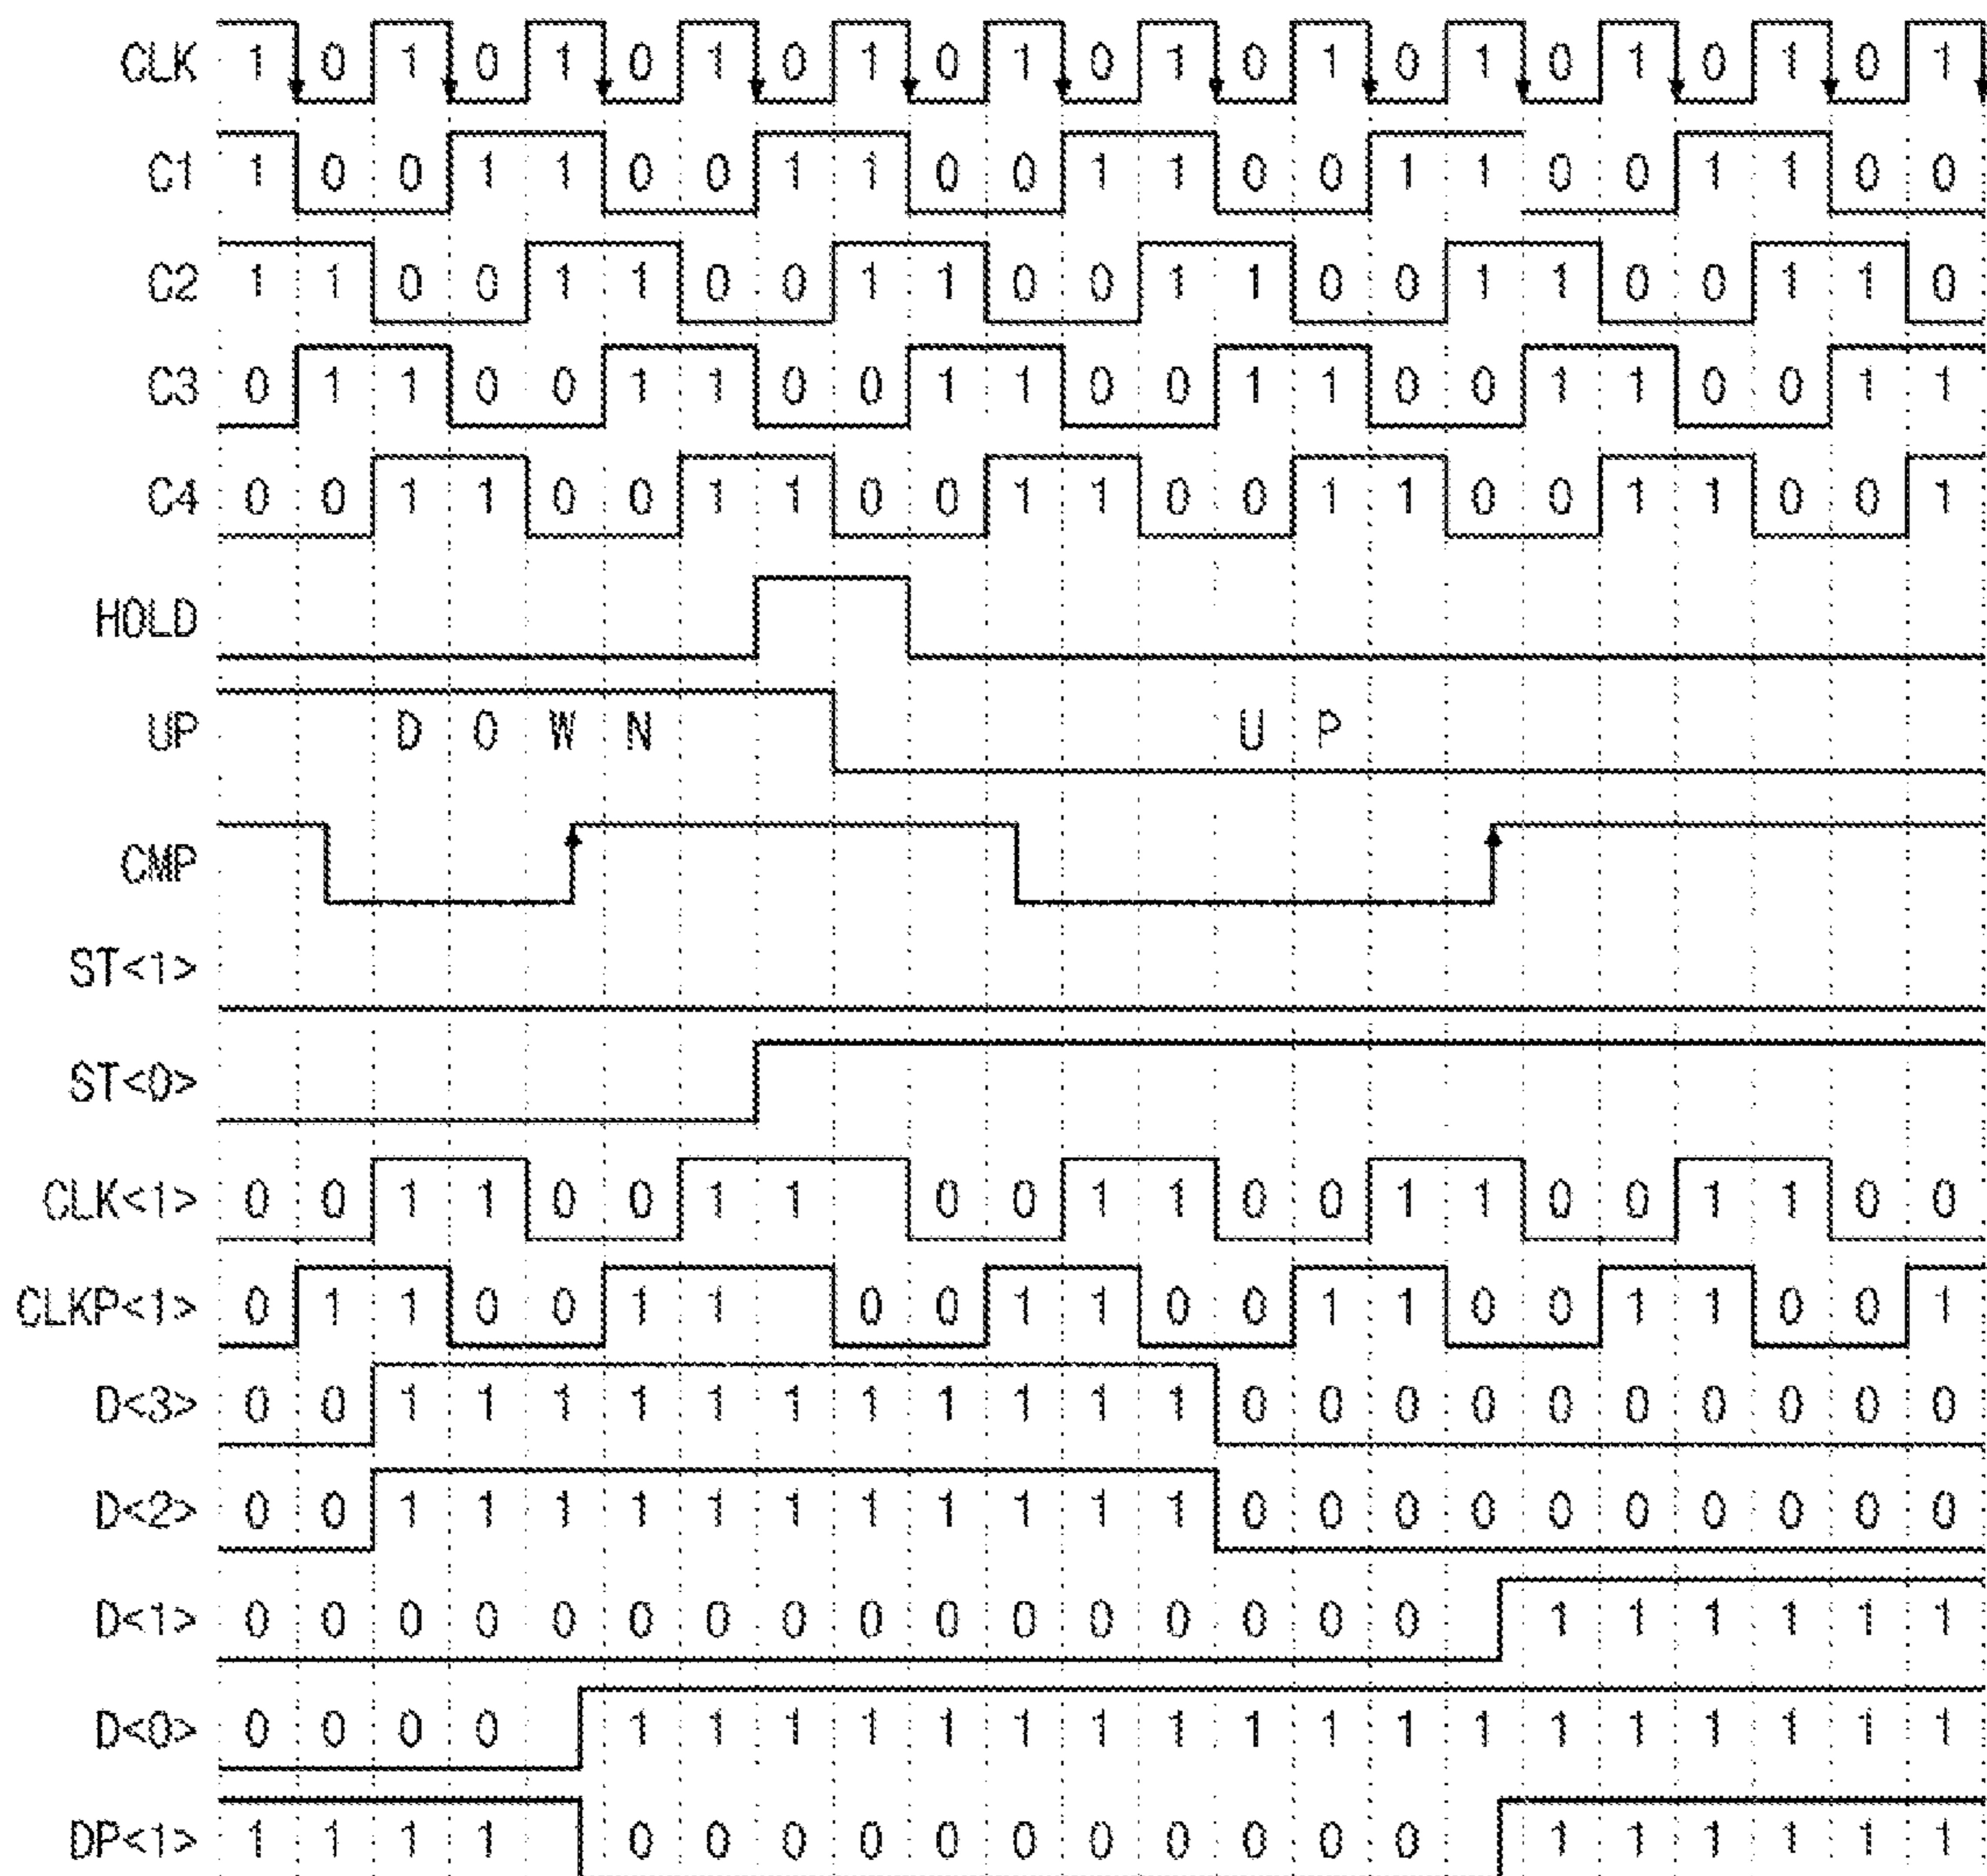 CLK 1 0 1 0 1 0 1 0 1 0 1 0 1 0 1 0 1 0 1 0 1 0 1
C1 1 0 0 1 1 0 0 1 1 0 0 1 1 0 0 1 1 0 0 1 1 0 0
C2 1 1 0 0 1 1 0 0 1 1 0 0 1 1 0 0 1 1 0 0 1 1 0
C3 0 1 1 0 0 1 1 0 0 1 1 0 0 1 1 0 0 1 1 0 0 1 1
C4 0 0 1 1 0 0 1 1 0 0 1 1 0 0 1 1 0 0 1 1 0 0 1
HOLD
UP D O W N U P
CMP
ST<1>
ST<0>
CLK<1> 0 0 1 1 0 0 1 1 0 0 1 1 0 0 1 1 0 0 1 1 0 0
CLKP<1> 0 1 1 0 0 1 1 0 0 1 1 0 0 1 1 0 0 1 1 0 0 1
D<3> 0 0 1 1 1 1 1 1 1 1 1 1 1 0 0 0 0 0 0 0 0 0 0
D<2> 0 0 1 1 1 1 1 1 1 1 1 1 1 0 0 0 0 0 0 0 0 0 0
D<1> 0 0 0 0 0 0 0 0 0 0 0 0 0 0 0 0 1 1 1 1 1 1
D<0> 0 0 0 0 1 1 1 1 1 1 1 1 1 1 1 1 1 1 1 1 1 1
DP<1> 1 1 1 1 0 0 0 0 0 0 0 0 0 0 0 1 1 1 1 1 1